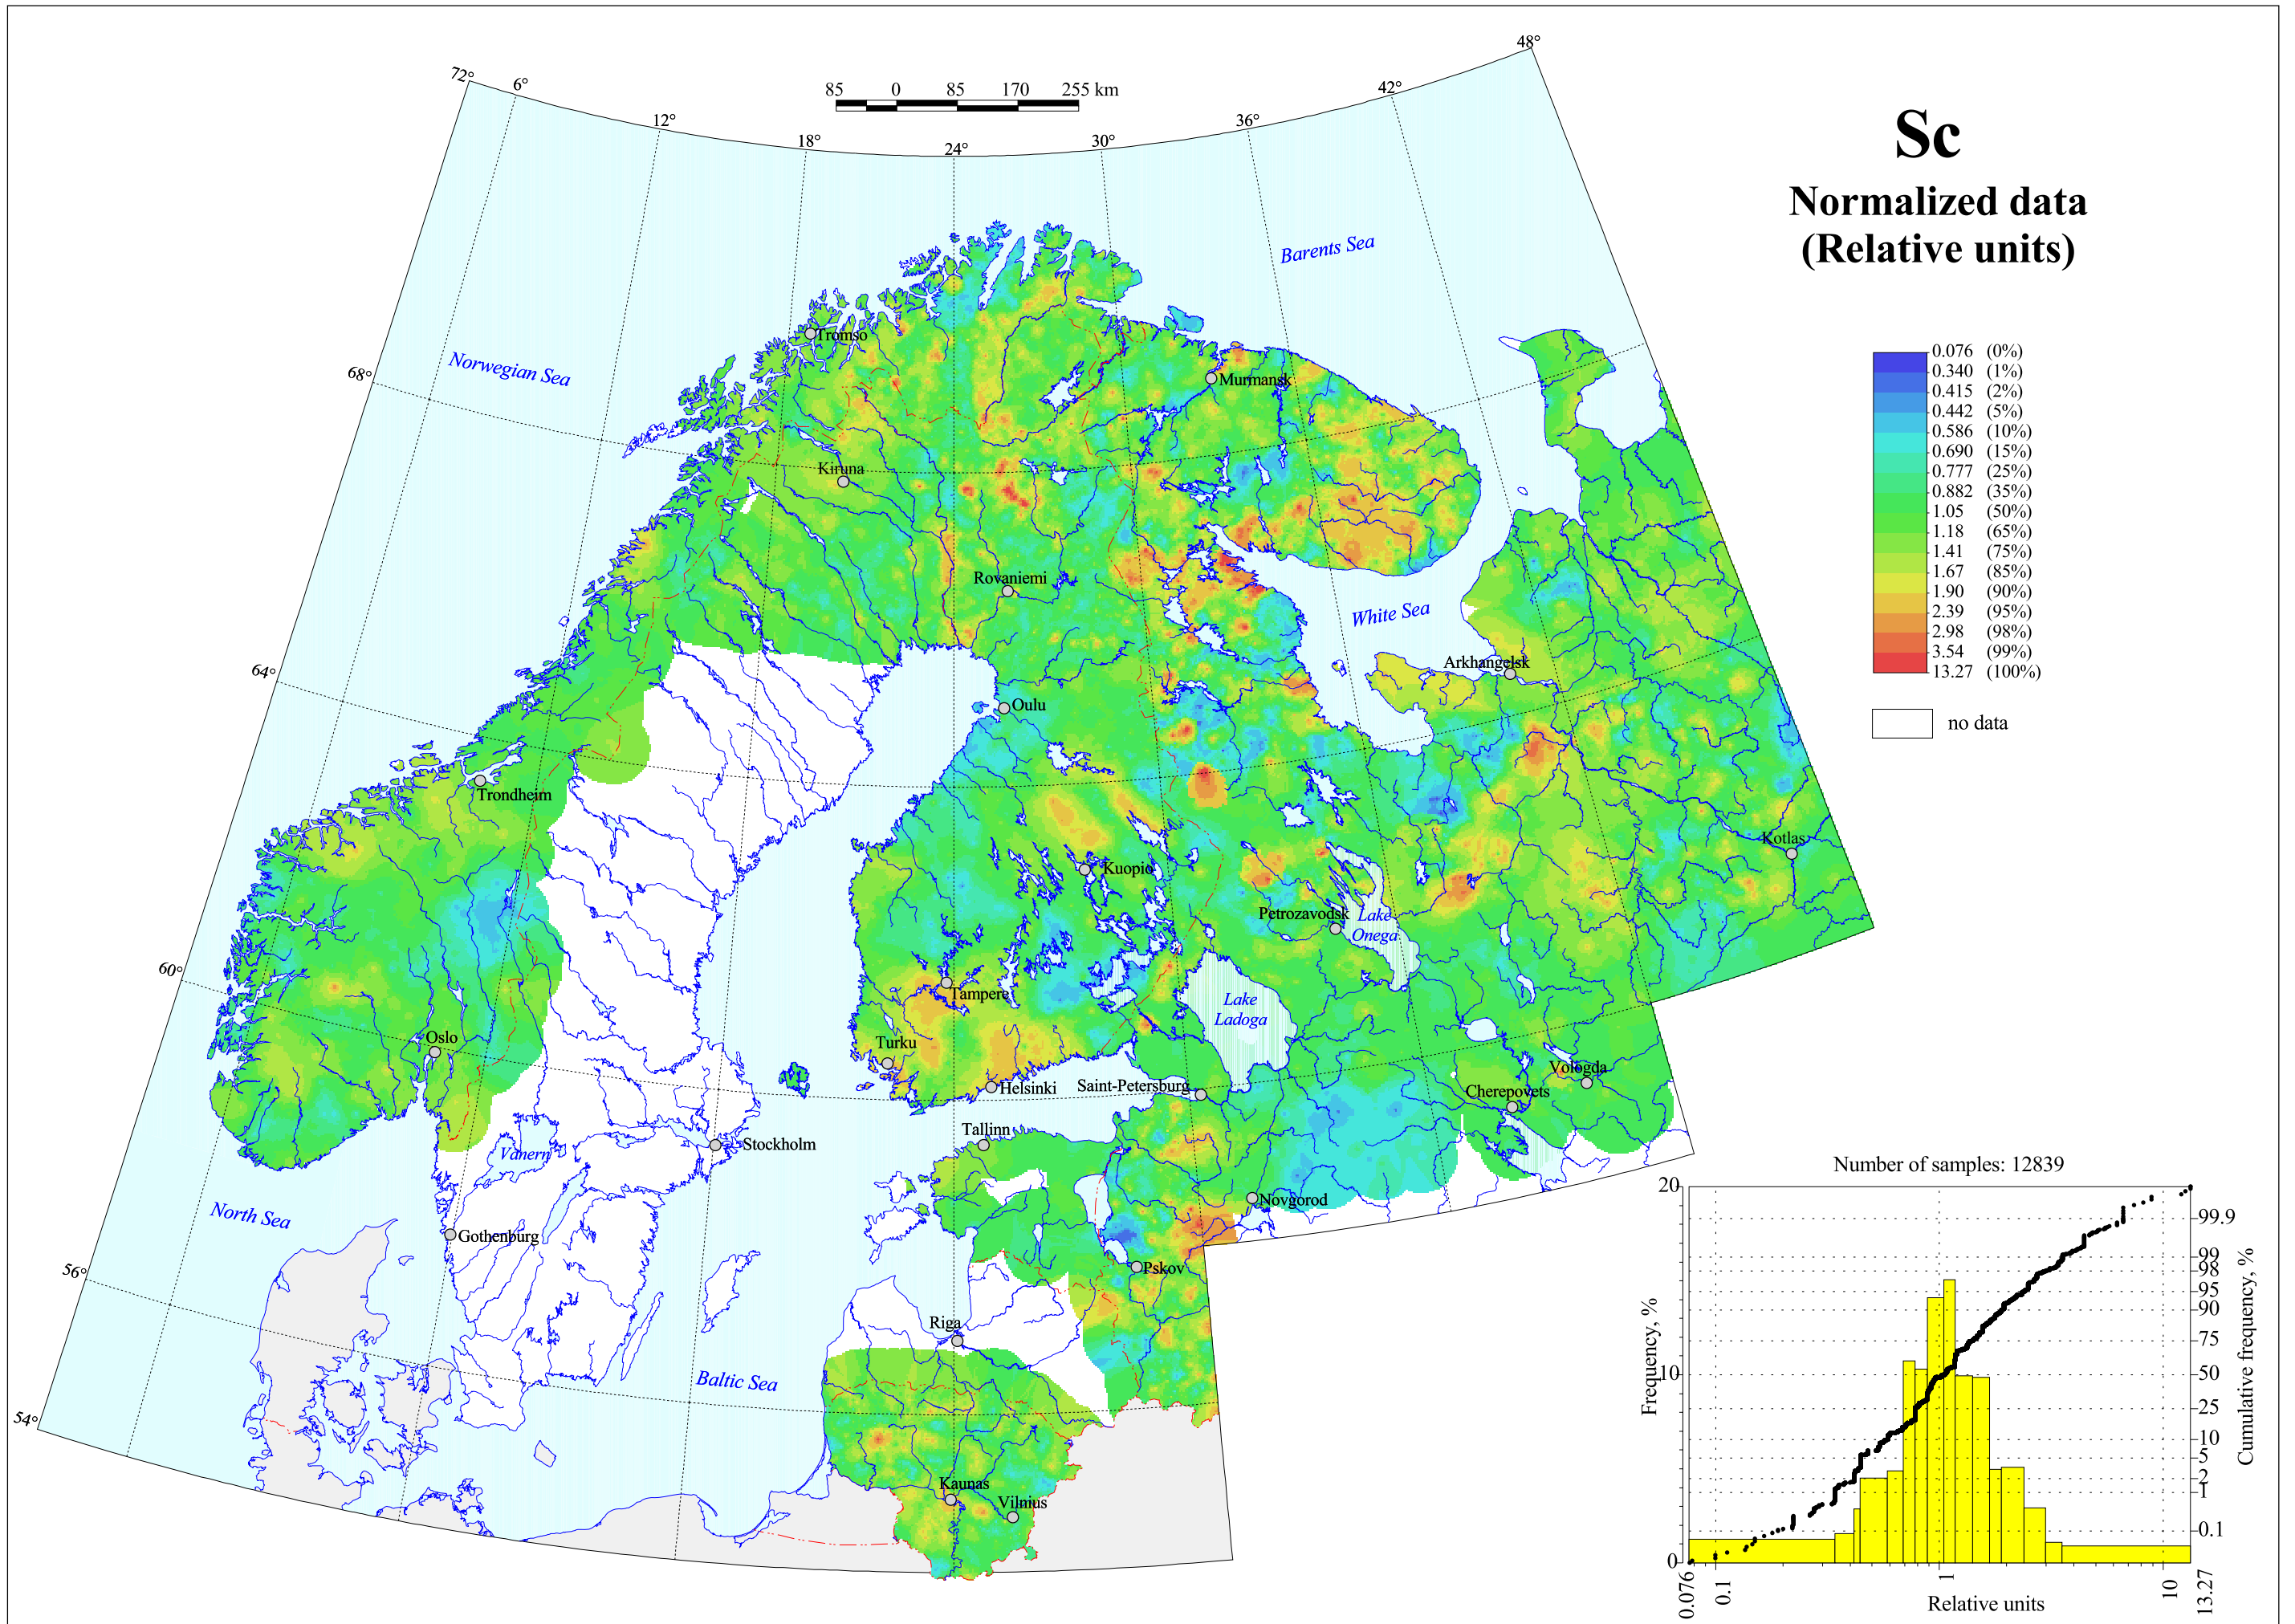 48°
72°
6°
42°
85 0 85 170 255 km
12°
36°
18°
30°
24°
Sc
Normalized data
(Relative units)
Barents Sea
Tromso
Norwegian Sea
68°
Murmansk
Kiruna
0.076 (0%)
0.340 (1%)
0.415 (2%)
0.442 (5%)
0.586 (10%)
0.690 (15%)
0.777 (25%)
0.882 (35%)
1.05 (50%)
1.18 (65%)
1.41 (75%)
1.67 (85%)
1.90 (90%)
2.39 (95%)
2.98 (98%)
3.54 (99%)
13.27 (100%)
no data
Rovaniemi
White Sea
Arkhangelsk
64°
Oulu
Trondheim
Kotlas
Kuopio
Petrozavodsk
Lake
Onega
60°
Tampere
Lake
Ladoga
Oslo
Turku
Helsinki
Saint-Petersburg
Vologda
Cherepovets
Tallinn
Stockholm
Vanern
Novgorod
North Sea
Gothenburg
Pskov
56°
Riga
Baltic Sea
54°
Kaunas
Vilnius
Number of samples: 12839
20
10
0
Frequency, %
99.9
99
98
95
90
75
50
25
10
5
2
1
0.1
Cumulative frequency, %
0.076
0.1
1
10
13.27
Relative units